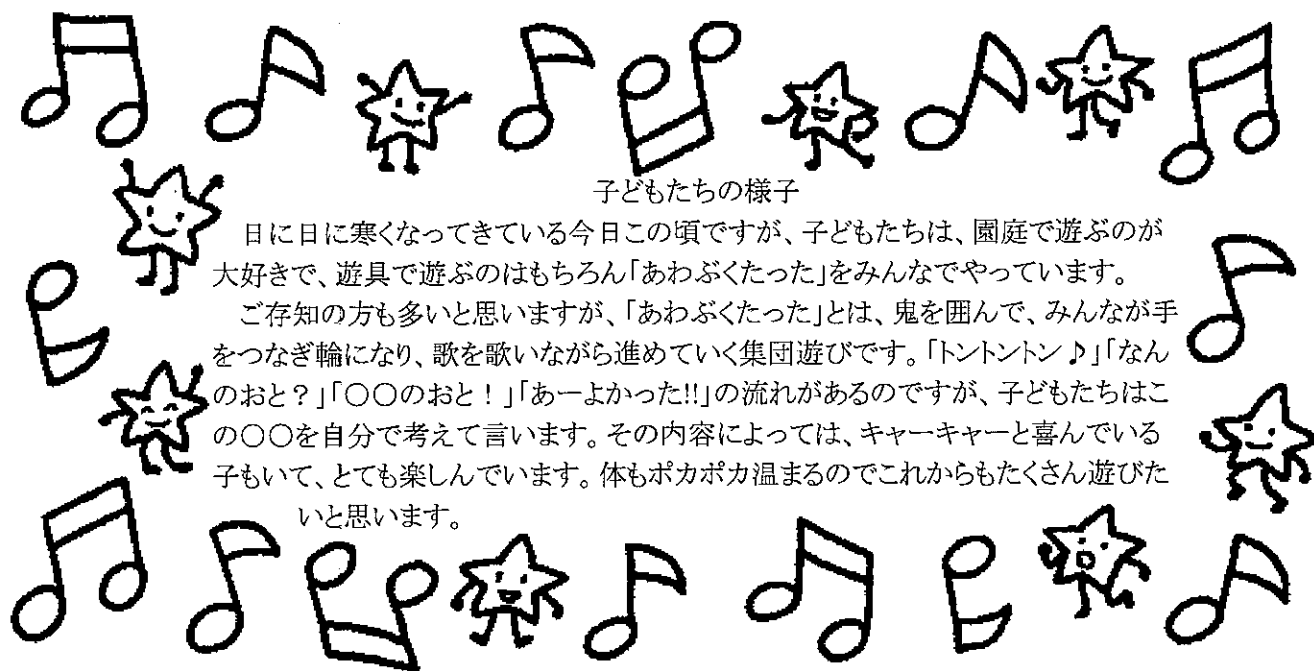 子どもたちの様子
日に日に寒くなってきている今日この頃ですが、子どもたちは、園庭で遊ぶのが
大好きで、遊具で遊ぶのはもちろん「あわぶくたった」をみんなでやっています。
ご存知の方も多いと思いますが、「あわぶくたった」とは、鬼を囲んで、みんなが手
をつなぎ輪になり、歌を歌いながら進めていく集団遊びです。「トントントン♪」「なん
のおと？」「〇〇のおと！」「あーよかった!!」の流れがあるのですが、子どもたちはこ
の〇〇を自分で考えて言います。その内容によっては、キャーキャーと喜んでいる
子もいて、とても楽しんでいます。体もポカポカ温まるのでこれからもたくさん遊びた
いと思います。